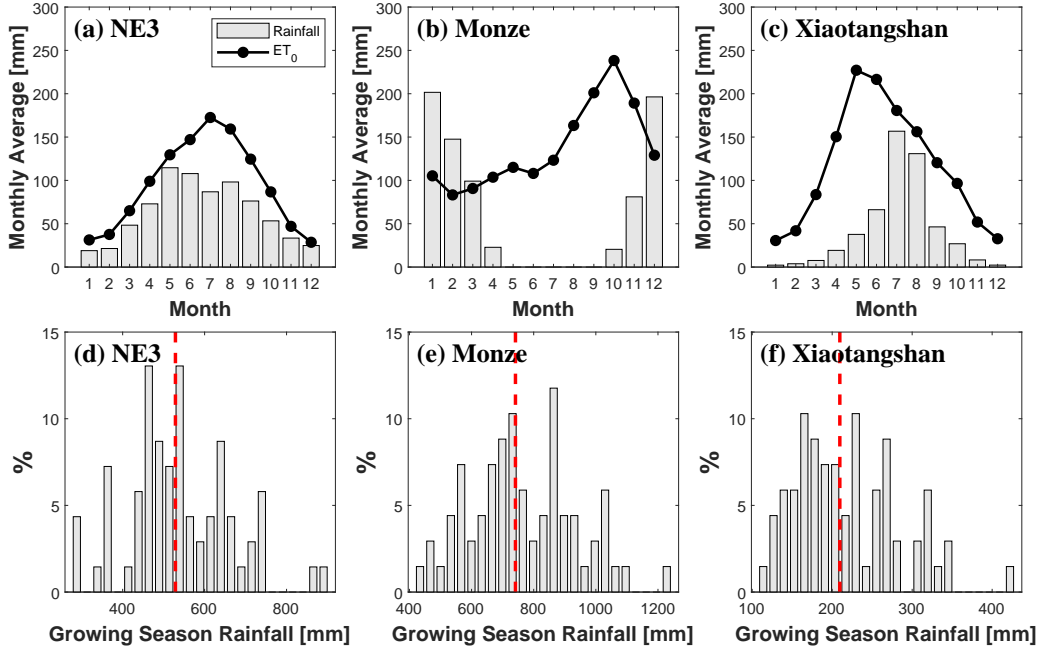 (a) NE3
Rainfall
ET0
Monthly Average [mm]
300
250
200
150
100
50
0
1 2 3 4 5 6 7 8 9 10 11 12
Month
(b) Monze
Monthly Average [mm]
300
250
200
150
100
50
0
1 2 3 4 5 6 7 8 9 10 11 12
Month
(c) Xiaotangshan
Monthly Average [mm]
300
250
200
150
100
50
0
1 2 3 4 5 6 7 8 9 10 11 12
Month
(d) NE3
%
15
10
5
0
400 600 800
Growing Season Rainfall [mm]
(e) Monze
%
15
10
5
0
400 600 800 1000 1200
Growing Season Rainfall [mm]
(f) Xiaotangshan
%
15
10
5
0
100 200 300 400
Growing Season Rainfall [mm]